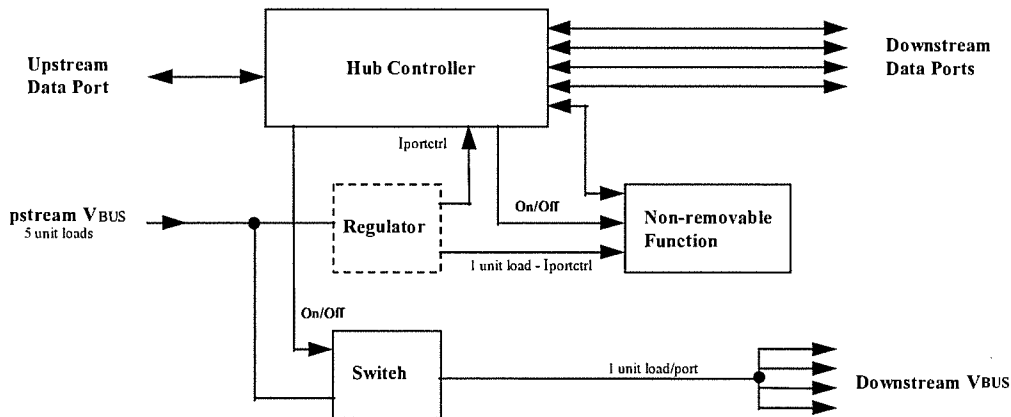 Hub Controller
Upstream
Data Port
Downstream
Data Ports
Iportctrl
pstream VBUS
5 unit loads
Regulator
On/Off
Non-removable
Function
1 unit load - Iportctrl
On/Off
Switch
1 unit load/port
Downstream VBUS